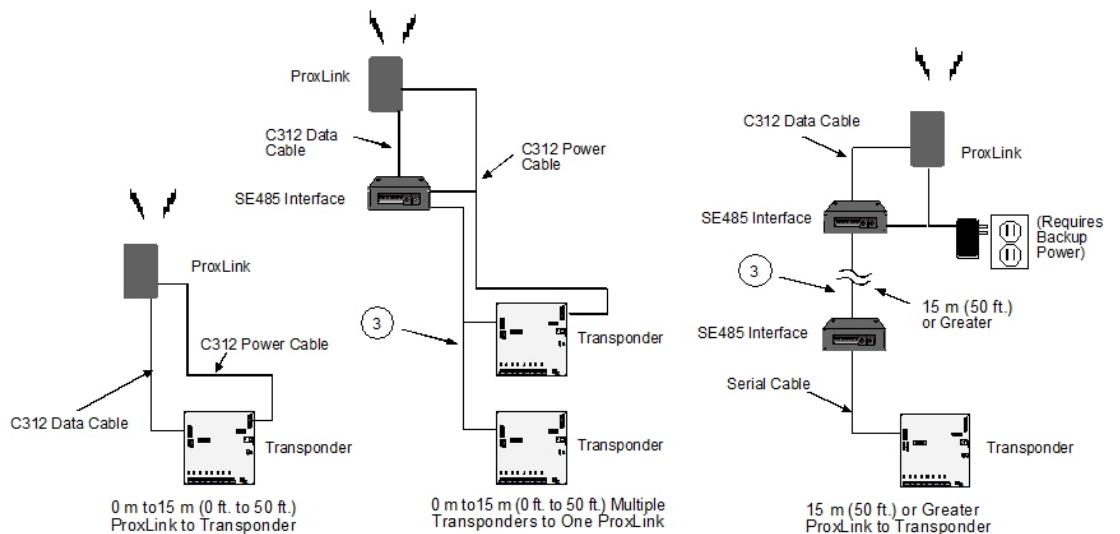 ProxLink
C312 Power Cable
C312 Data Cable
Transponder
0 m to15 m (0 ft. to 50 ft.)
ProxLink to Transponder
ProxLink
C312 Data
Cable
C312 Power
Cable
SE485 Interface
3
Transponder
Transponder
0 m to15 m (0 ft. to 50 ft.) Multiple
Transponders to One ProxLink
C312 Data Cable
ProxLink
SE485 Interface
(Requires
Backup
Power)
3
15 m (50 ft.)
or Greater
SE485 Interface
Serial Cable
Transponder
15 m (50 ft.) or Greater
ProxLink to Transponder